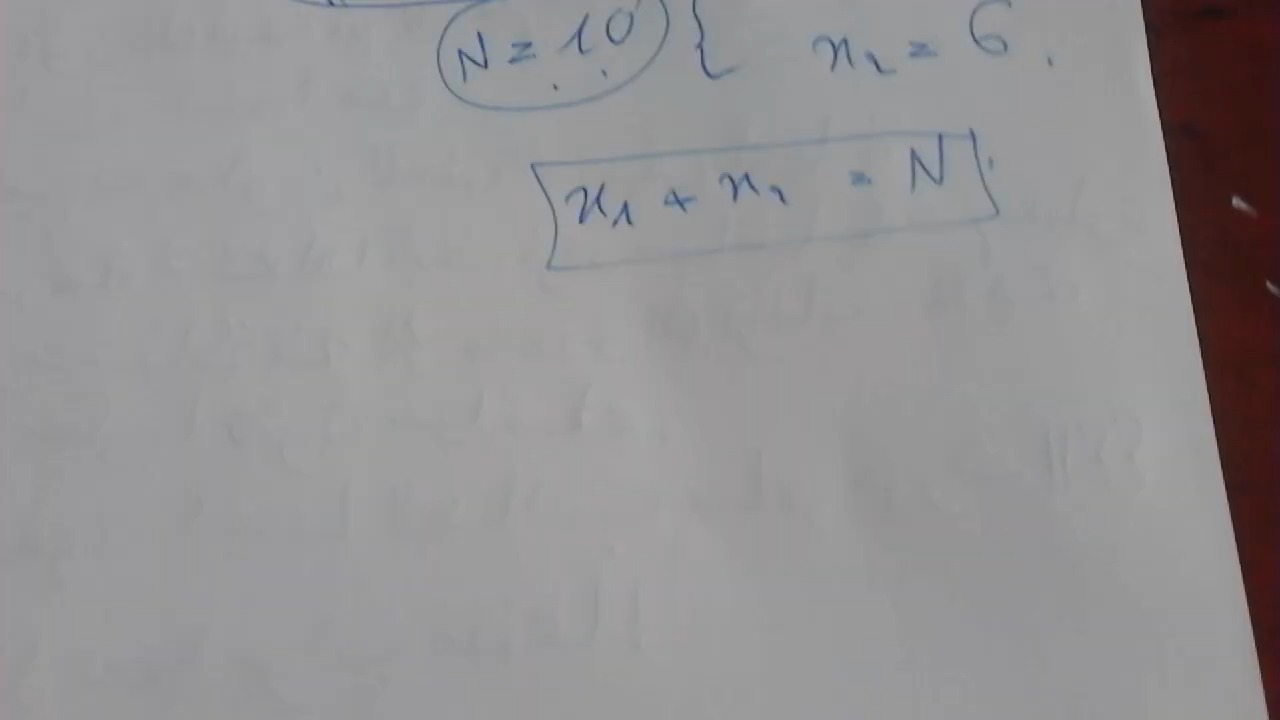 N = 10 { n₂ = 6.
n₁ + n₂ = N